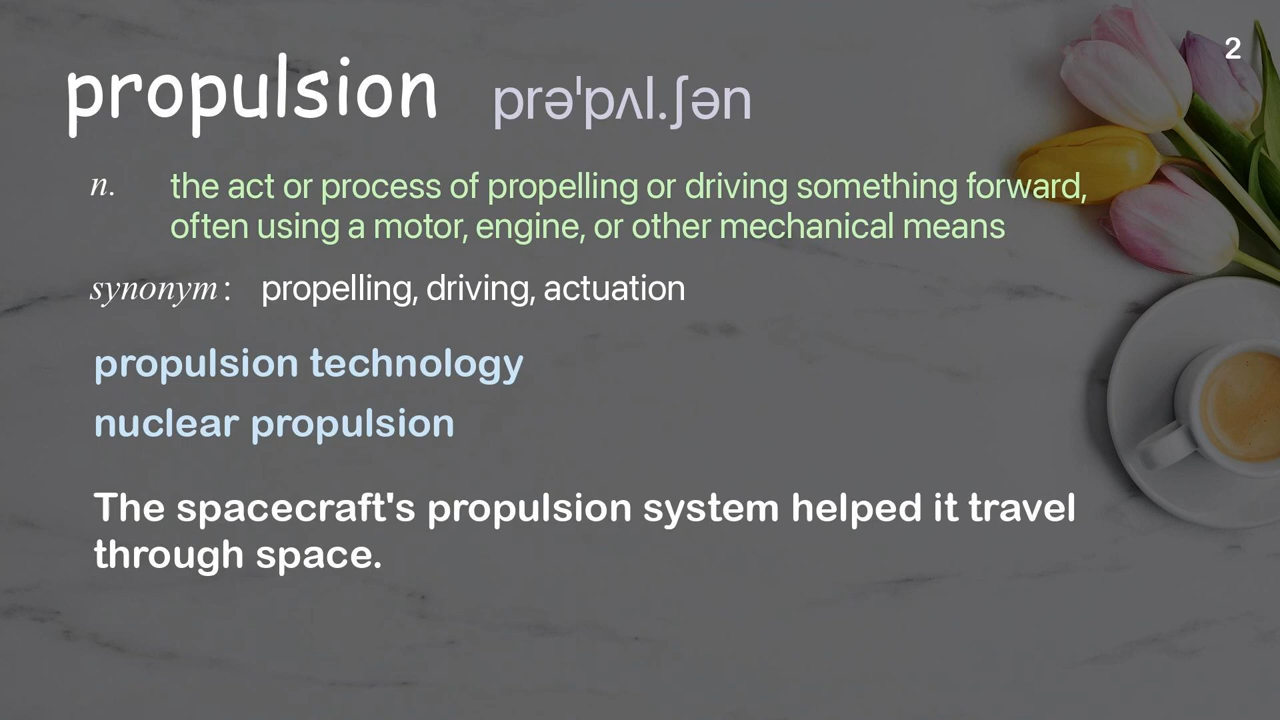 2
propulsion prəˈpʌl.ʃən
n. the act or process of propelling or driving something forward,
often using a motor, engine, or other mechanical means
synonym : propelling, driving, actuation
propulsion technology
nuclear propulsion
The spacecraft's propulsion system helped it travel
through space.